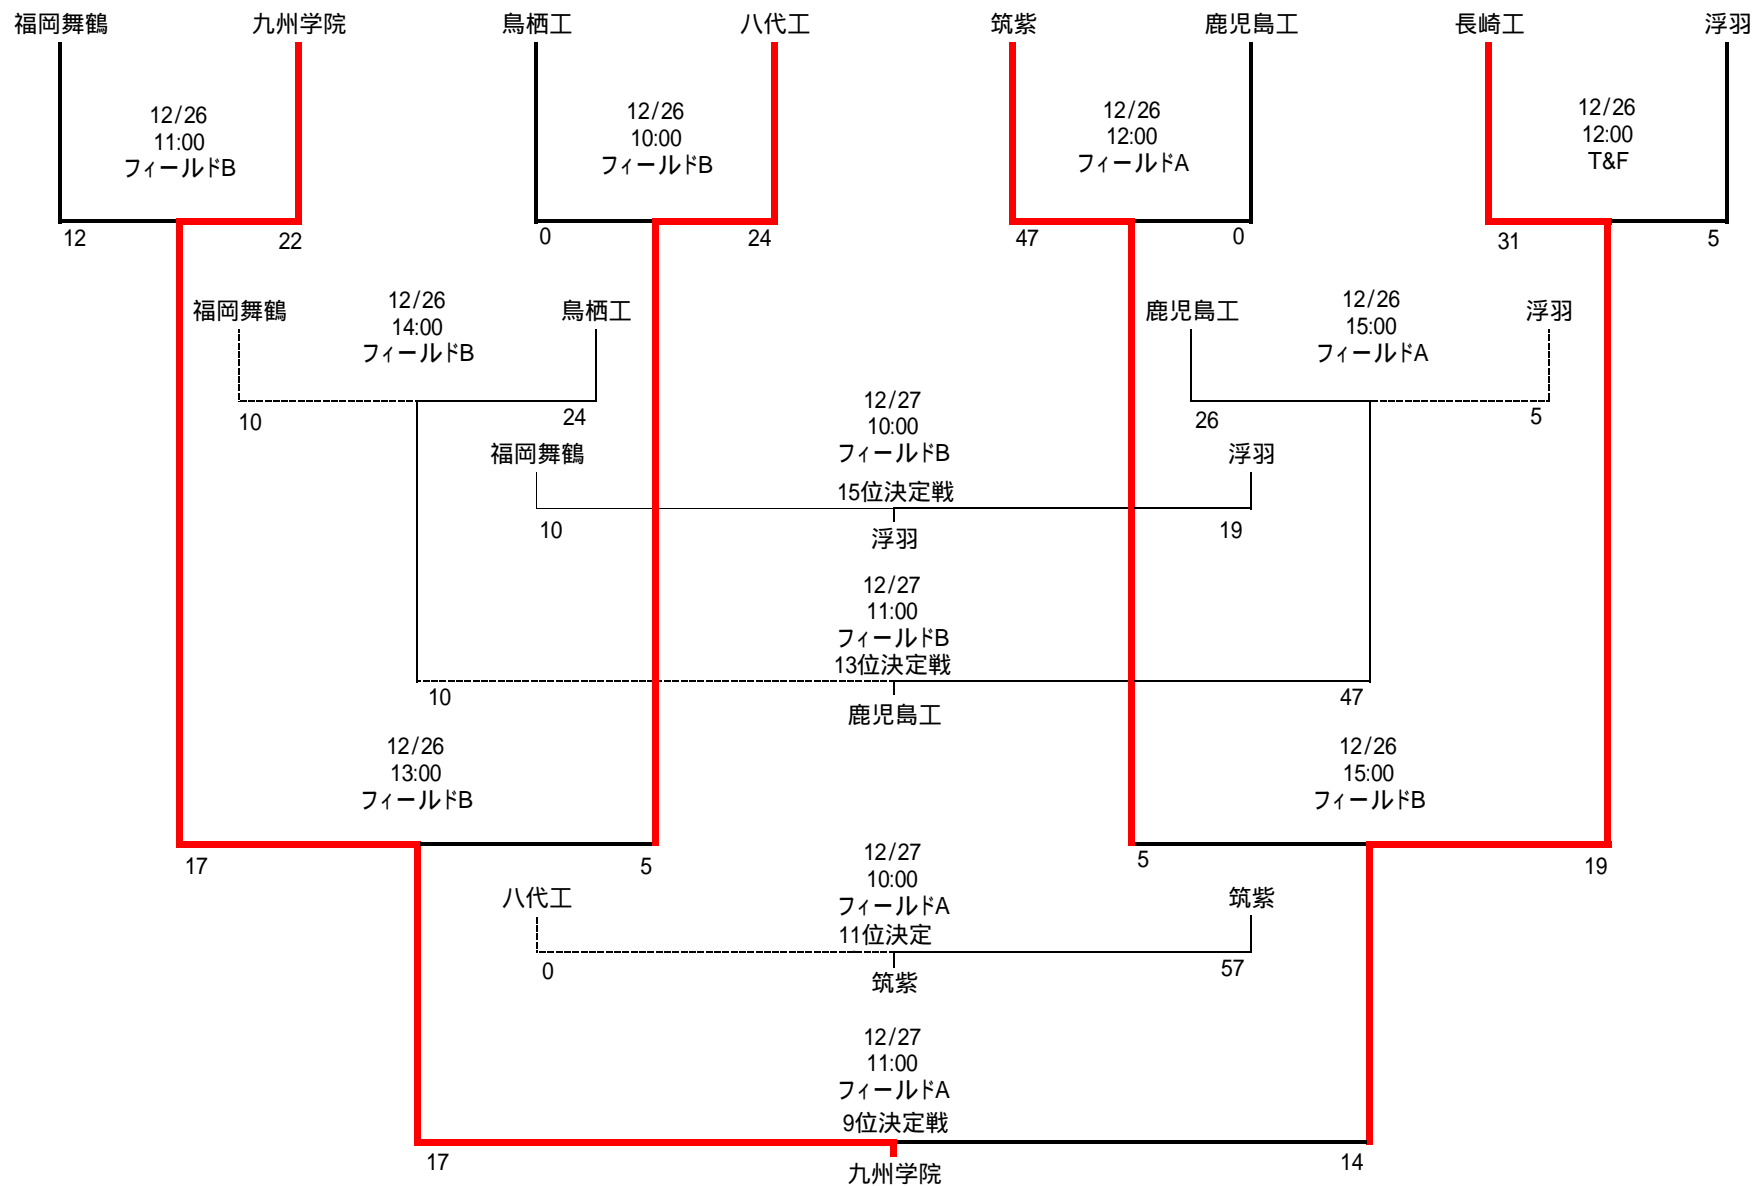 福岡舞鶴 九州学院 鳥栖工 八代工 筑紫 鹿児島工 長崎工 浮羽
12/26
11:00
フィールドB
12/26
10:00
フィールドB
12/26
12:00
フィールドA
12/26
12:00
T&F
12 22 0 24 47 0 31 5
福岡舞鶴
12/26
14:00
フィールドB
鳥栖工
鹿児島工
12/26
15:00
フィールドA
浮羽
10 24 26 5
12/27
10:00
フィールドB
福岡舞鶴 浮羽
15位決定戦
10 19
浮羽
12/27
11:00
フィールドB
13位決定戦
10 47
鹿児島工
12/26
13:00
フィールドB
12/26
15:00
フィールドB
17 5 5 19
12/27
10:00
フィールドA
八代工 筑紫
11位決定
0 57
筑紫
12/27
11:00
フィールドA
9位決定戦
17 14
九州学院